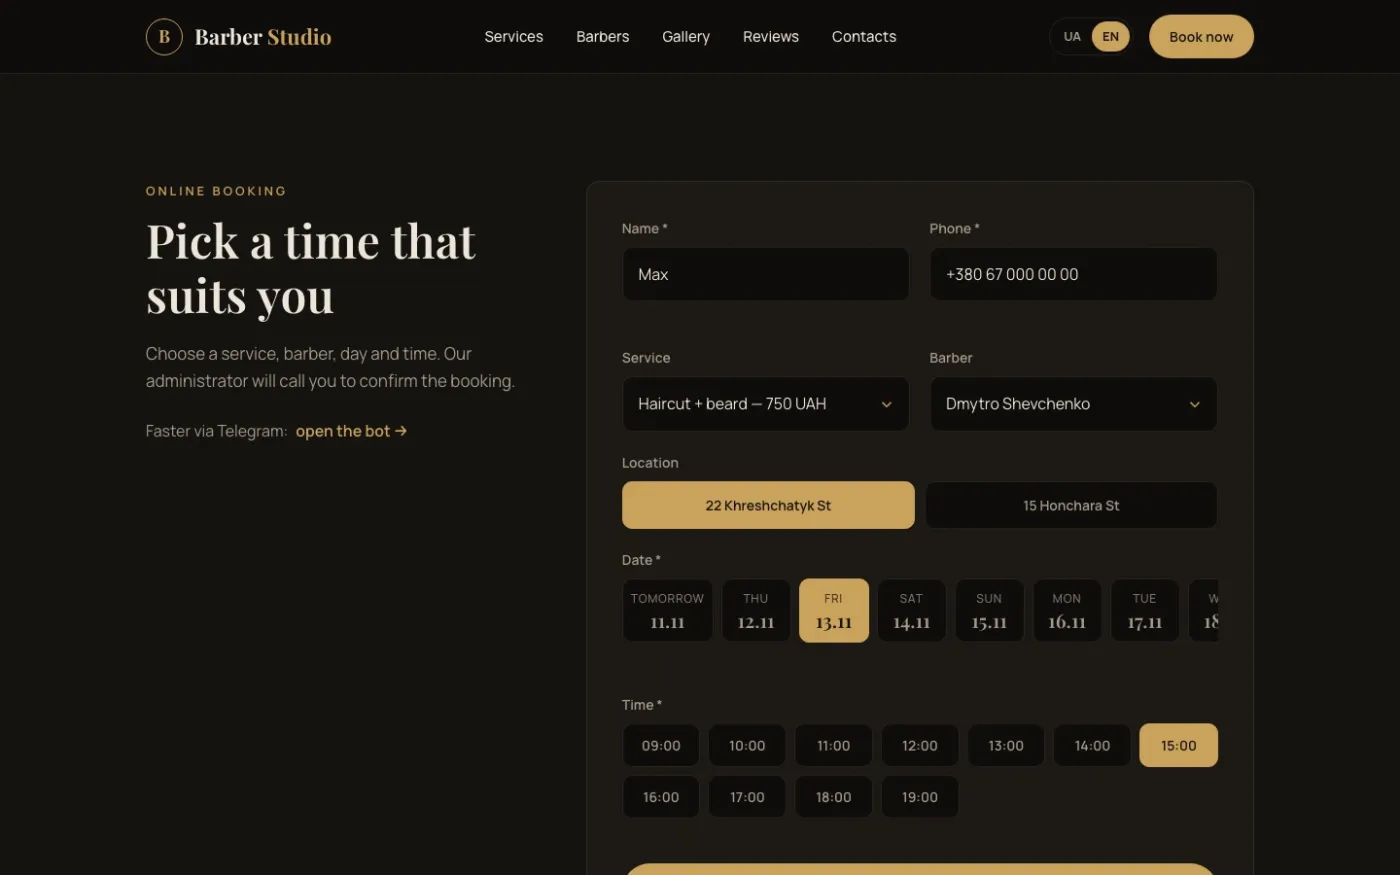 B Barber Studio Services Barbers Gallery Reviews Contacts UA EN Book now
ONLINE BOOKING
Pick a time that
suits you
Choose a service, barber, day and time. Our
administrator will call you to confirm the booking.
Faster via Telegram: open the bot →
Name * Phone *
Max +380 67 000 00 00
Service Barber
Haircut + beard — 750 UAH Dmytro Shevchenko
Location
22 Khreshchatyk St 15 Honchara St
Date *
TOMORROW THU FRI SAT SUN MON TUE
11.11 12.11 13.11 14.11 15.11 16.11 17.11
Time *
09:00 10:00 11:00 12:00 13:00 14:00 15:00
16:00 17:00 18:00 19:00